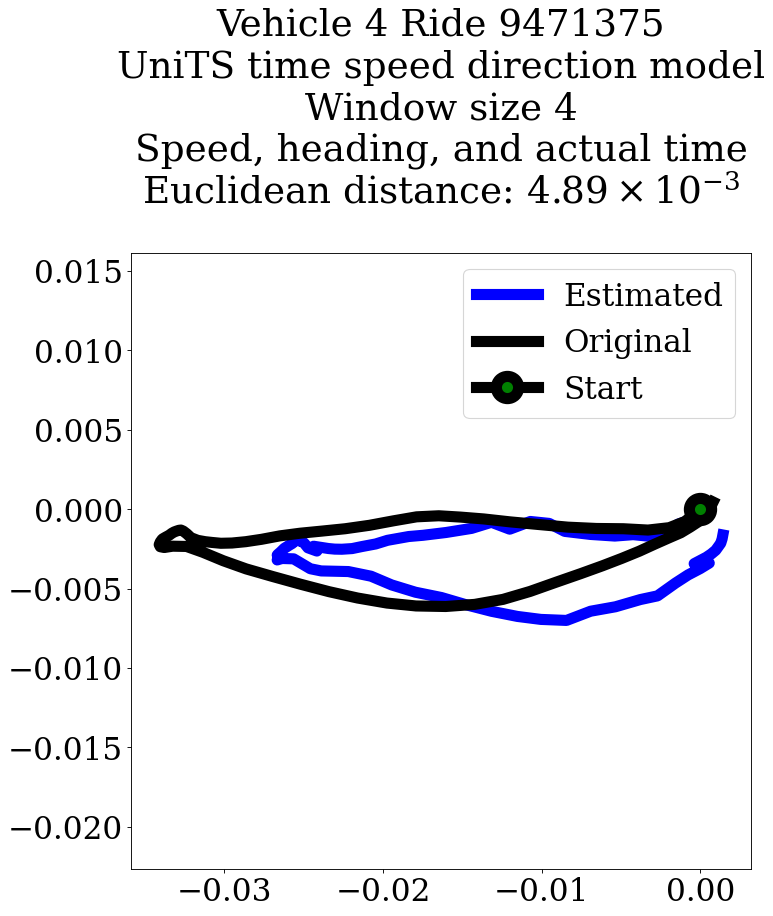 Vehicle 4 Ride 9471375
UniTS time speed direction model
Window size 4
Speed, heading, and actual time
Euclidean distance: 4.89 × 10⁻³
Estimated
Original
Start
0.015
0.010
0.005
0.000
−0.005
−0.010
−0.015
−0.020
−0.03 −0.02 −0.01 0.00